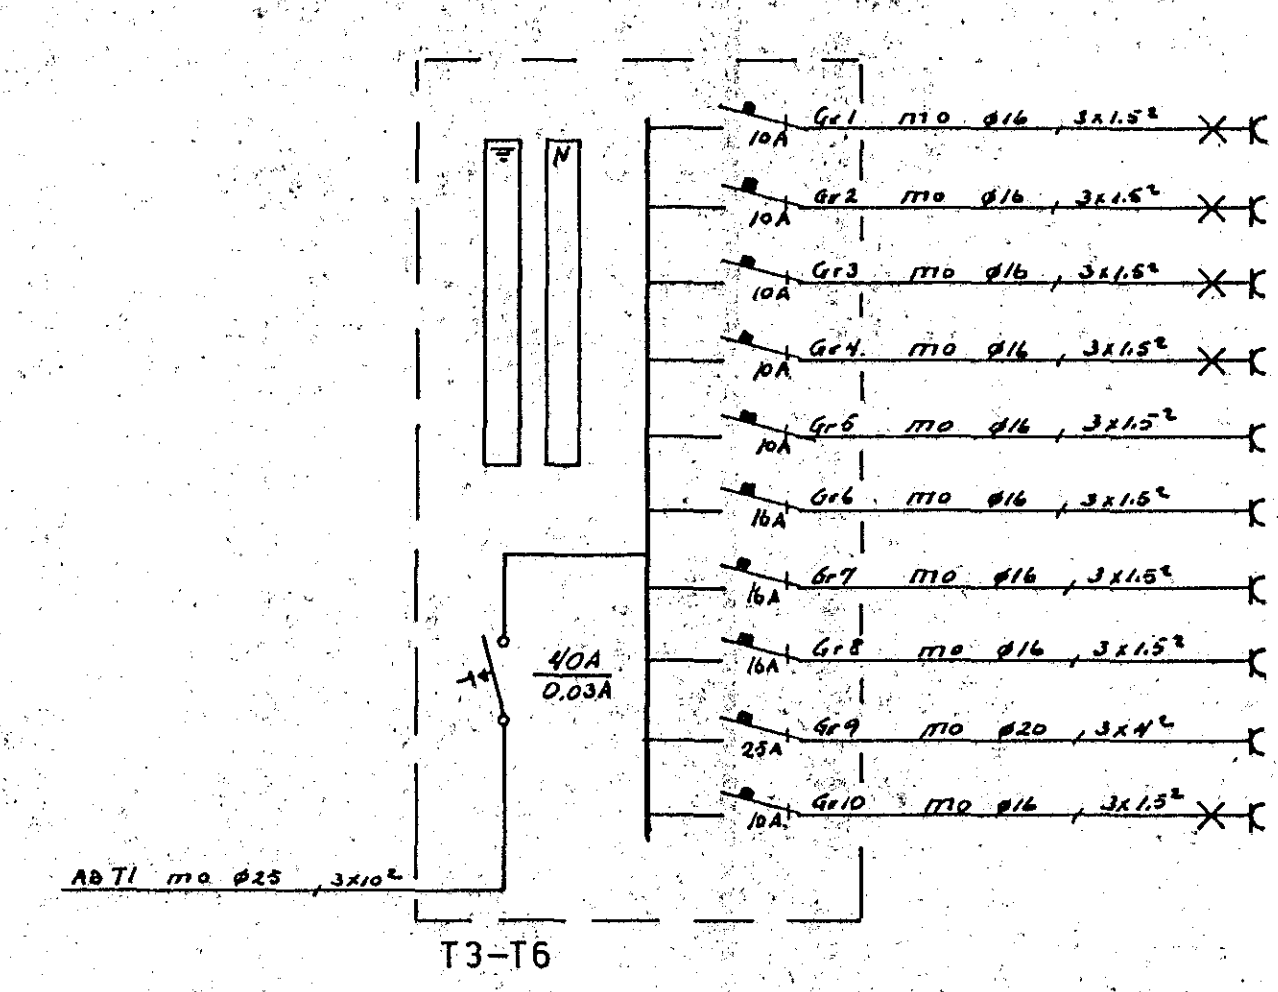 Gr1 mo ø16, 3x1.5²
10A
N
Gr2 mo ø16, 3x1.5²
10A
Gr3 mo ø16, 3x1.5²
10A
Gr4 mo ø16, 3x1.5²
10A
Gr5 mo ø16, 3x1.5²
10A
Gr6 mo ø16, 3x1.5²
16A
Gr7 mo ø16, 3x1.5²
16A
Gr8 mo ø16, 3x1.5²
16A
40A
0.03A
Gr9 mo ø20, 3x4²
25A
Gr10 mo ø16, 3x1.5²
10A
T1 mo ø25, 3x10²
T3-T6